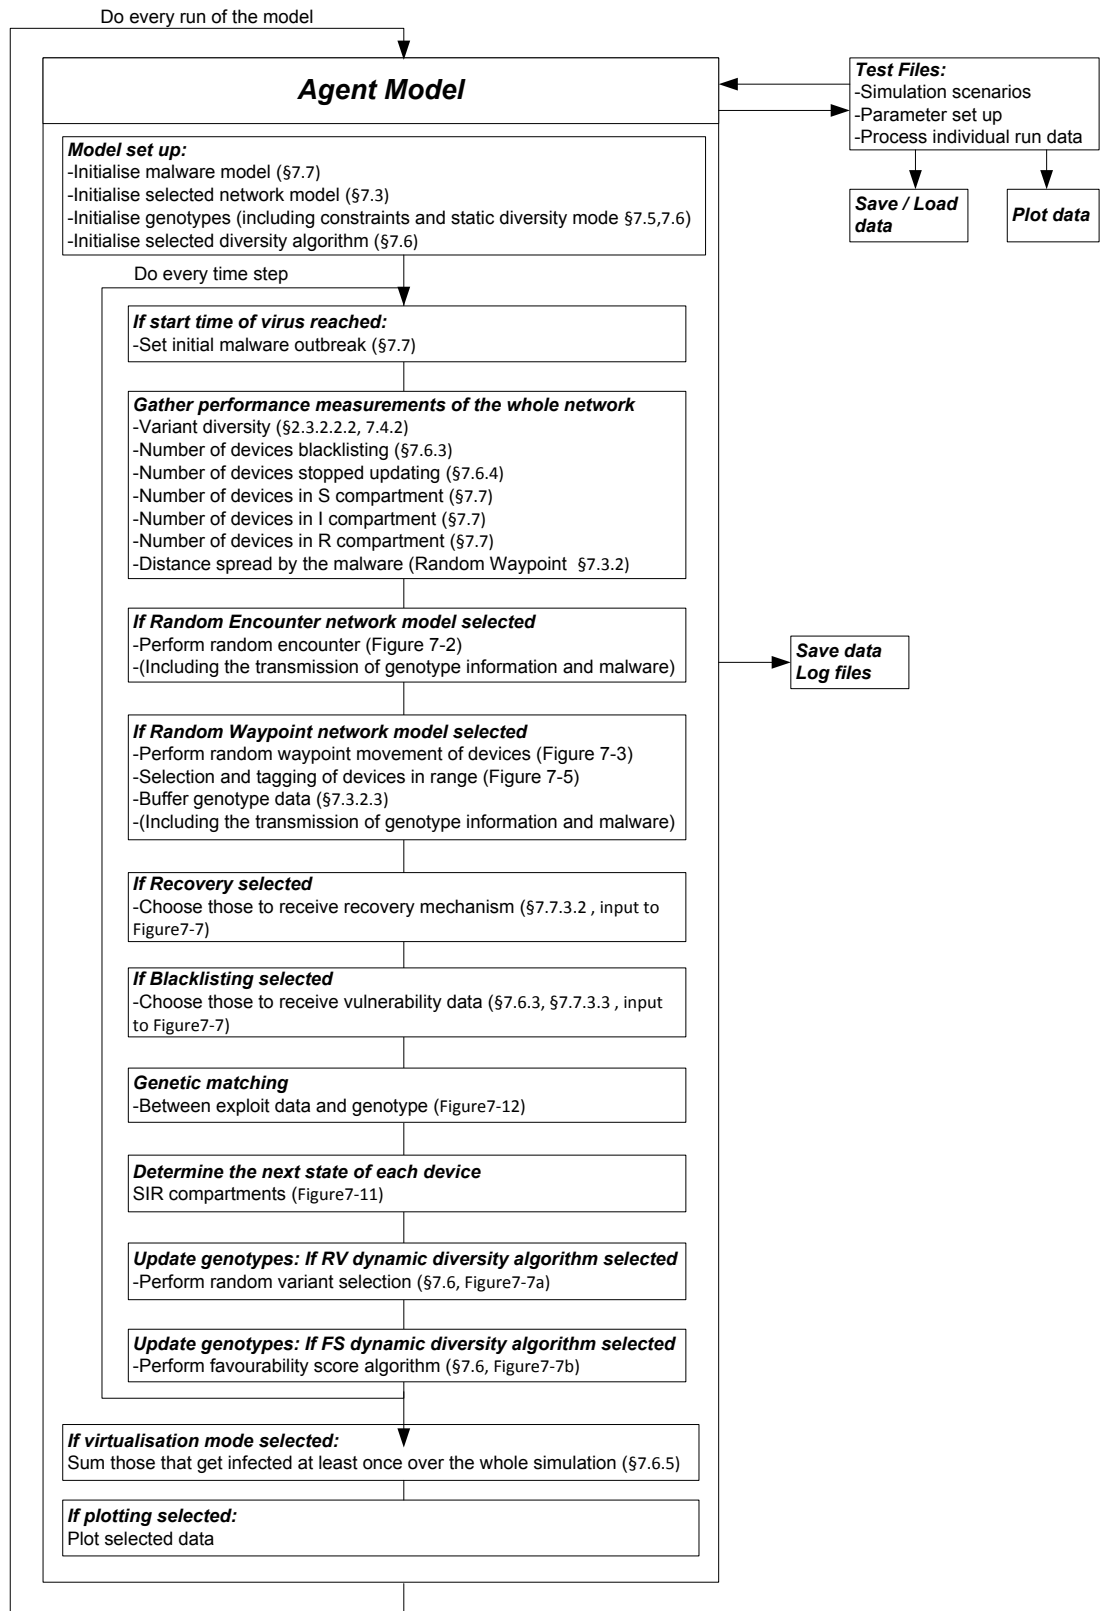 Do every run of the model
Agent Model
Test Files:
-Simulation scenarios
-Parameter set up
-Process individual run data
Save / Load
data
Plot data
Model set up:
-Initialise malware model (§7.7)
-Initialise selected network model (§7.3)
-Initialise genotypes (including constraints and static diversity mode §7.5,7.6)
-Initialise selected diversity algorithm (§7.6)
Do every time step
If start time of virus reached:
-Set initial malware outbreak (§7.7)
Gather performance measurements of the whole network
-Variant diversity (§2.3.2.2.2, 7.4.2)
-Number of devices blacklisting (§7.6.3)
-Number of devices stopped updating (§7.6.4)
-Number of devices in S compartment (§7.7)
-Number of devices in I compartment (§7.7)
-Number of devices in R compartment (§7.7)
-Distance spread by the malware (Random Waypoint §7.3.2)
If Random Encounter network model selected
-Perform random encounter (Figure 7-2)
-(Including the transmission of genotype information and malware)
Save data
Log files
If Random Waypoint network model selected
-Perform random waypoint movement of devices (Figure 7-3)
-Selection and tagging of devices in range (Figure 7-5)
-Buffer genotype data (§7.3.2.3)
-(Including the transmission of genotype information and malware)
If Recovery selected
-Choose those to receive recovery mechanism (§7.7.3.2 , input to
Figure7-7)
If Blacklisting selected
-Choose those to receive vulnerability data (§7.6.3, §7.7.3.3 , input
to Figure7-7)
Genetic matching
-Between exploit data and genotype (Figure7-12)
Determine the next state of each device
SIR compartments (Figure7-11)
Update genotypes: If RV dynamic diversity algorithm selected
-Perform random variant selection (§7.6, Figure7-7a)
Update genotypes: If FS dynamic diversity algorithm selected
-Perform favourability score algorithm (§7.6, Figure7-7b)
If virtualisation mode selected:
Sum those that get infected at least once over the whole simulation (§7.6.5)
If plotting selected:
Plot selected data